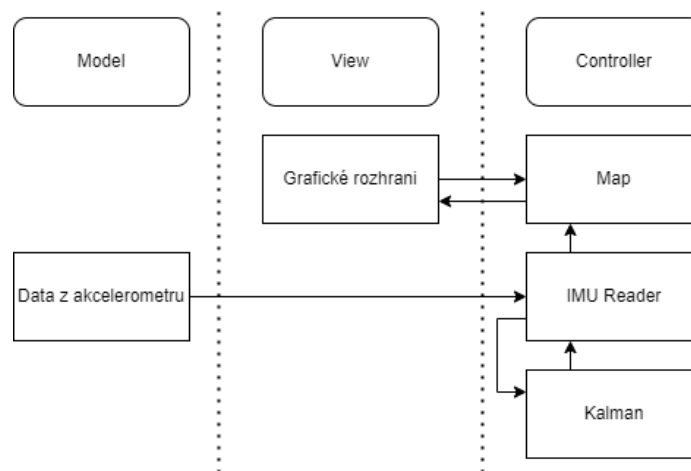 Model
View
Controller
Grafické rozhrani
Map
Data z akcelerometru
IMU Reader
Kalman